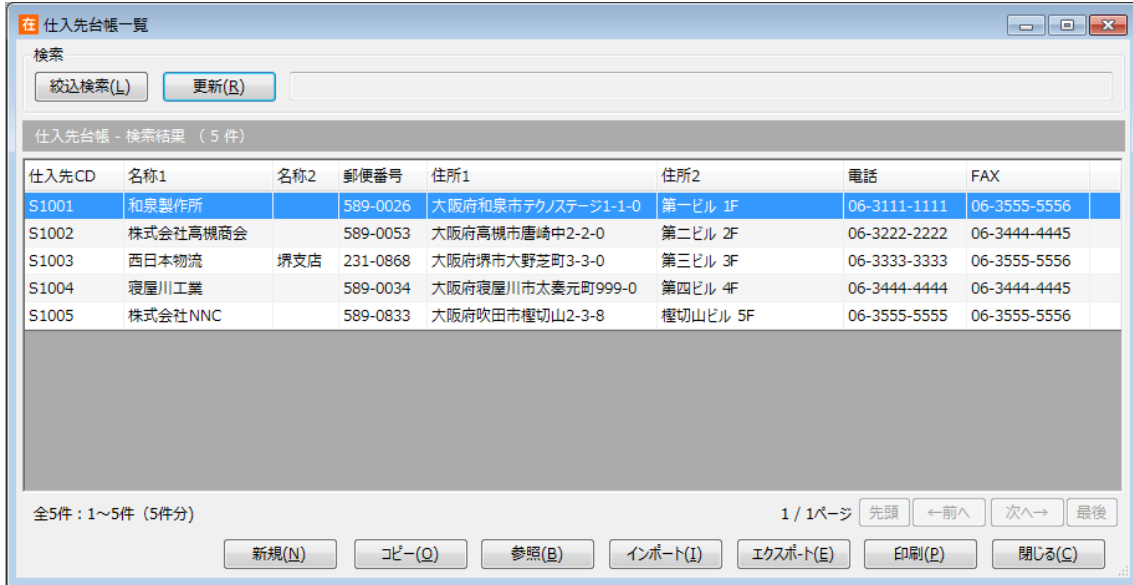 在 仕入先台帳一覧
検索
絞込検索(L) 更新(R)
仕入先台帳 - 検索結果 （ 5 件）
仕入先CD 名称1 名称2 郵便番号 住所1 住所2 電話 FAX
S1001 和泉製作所 589-0026 大阪府和泉市テクノステージ1-1-0 第一ビル 1F 06-3111-1111 06-3555-5556
S1002 株式会社高槻商会 589-0053 大阪府高槻市唐崎中2-2-0 第二ビル 2F 06-3222-2222 06-3444-4445
S1003 西日本物流 堺支店 231-0868 大阪府堺市大野芝町3-3-0 第三ビル 3F 06-3333-3333 06-3555-5556
S1004 寝屋川工業 589-0034 大阪府寝屋川市太奏元町999-0 第四ビル 4F 06-3444-4444 06-3444-4445
S1005 株式会社NNC 589-0833 大阪府吹田市樫切山2-3-8 樫切山ビル 5F 06-3555-5555 06-3555-5556
全5件：1～5件（5件分） 1 / 1ページ 先頭 ←前へ 次へ→ 最後
新規(N) コピー(O) 参照(B) インポート(I) エクスポート(E) 印刷(P) 閉じる(C)